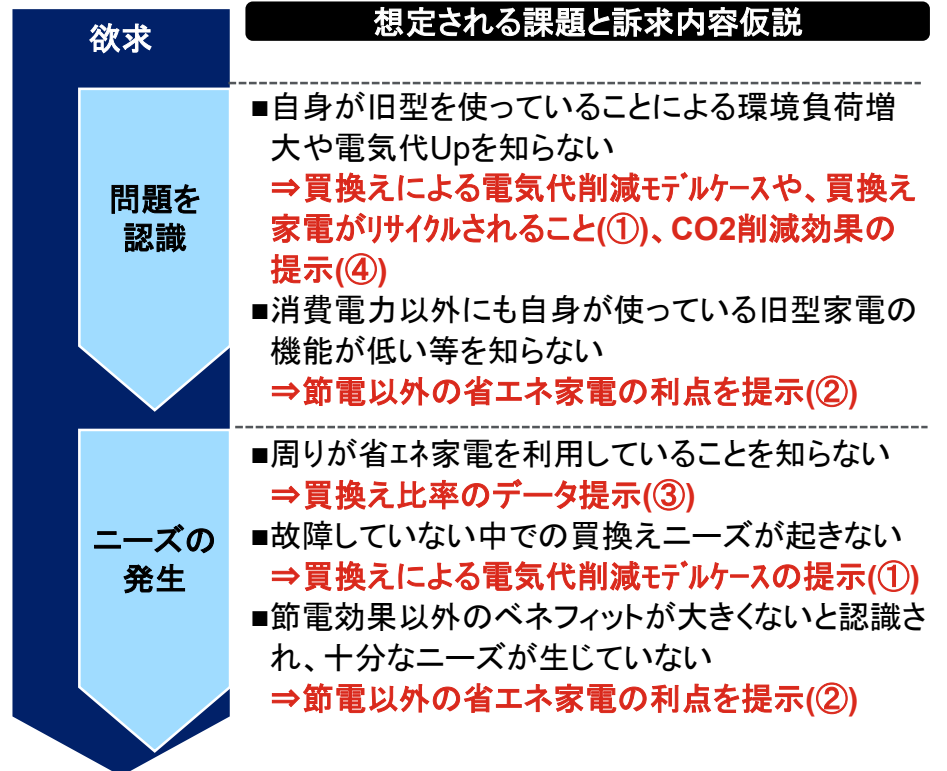 欲求
想定される課題と訴求内容仮説
問題を
認識
■自身が旧型を使っていることによる環境負荷増
大や電気代Upを知らない
⇒買換えによる電気代削減ﾓﾃﾞﾙｹｰｽや、買換え
家電がﾘｻｲｸﾙされること(①)、CO2削減効果の
提示(④)
■消費電力以外にも自身が使っている旧型家電の
機能が低い等を知らない
⇒節電以外の省エネ家電の利点を提示(②)
ニーズの
発生
■周りが省ｴﾈ家電を利用していることを知らない
⇒買換え比率のデータ提示(③)
■故障していない中での買換えニーズが起きない
⇒買換えによる電気代削減ﾓﾃﾞﾙｹｰｽの提示(①)
■節電効果以外のベネフィットが大きくないと認識さ
れ、十分なニーズが生じていない
⇒節電以外の省エネ家電の利点を提示(②)